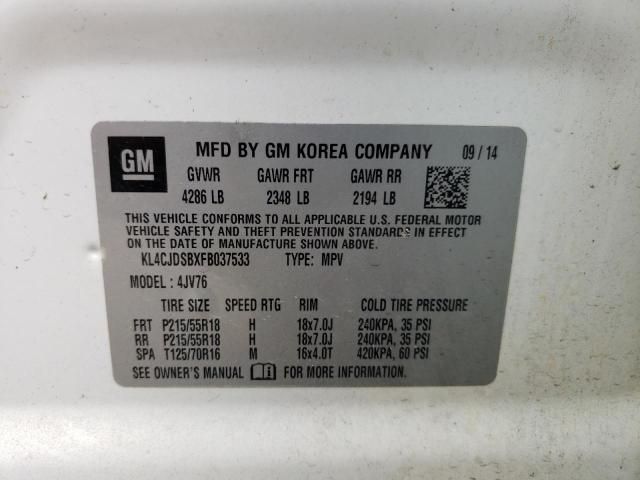 GM MFD BY GM KOREA COMPANY 09 / 14
GVWR GAWR FRT GAWR RR
4286 LB 2348 LB 2194 LB
THIS VEHICLE CONFORMS TO ALL APPLICABLE U.S. FEDERAL MOTOR
VEHICLE SAFETY AND THEFT PREVENTION STANDARDS IN EFFECT
ON THE DATE OF MANUFACTURE SHOWN ABOVE.
KL4CJDSBXFB037533 TYPE: MPV
MODEL : 4JV76
TIRE SIZE SPEED RTG RIM COLD TIRE PRESSURE
FRT P215/55R18 H 18x7.0J 240KPA, 35 PSI
RR P215/55R18 H 18x7.0J 240KPA, 35 PSI
SPA T125/70R16 M 16x4.0T 420KPA, 60 PSI
SEE OWNER'S MANUAL FOR MORE INFORMATION.